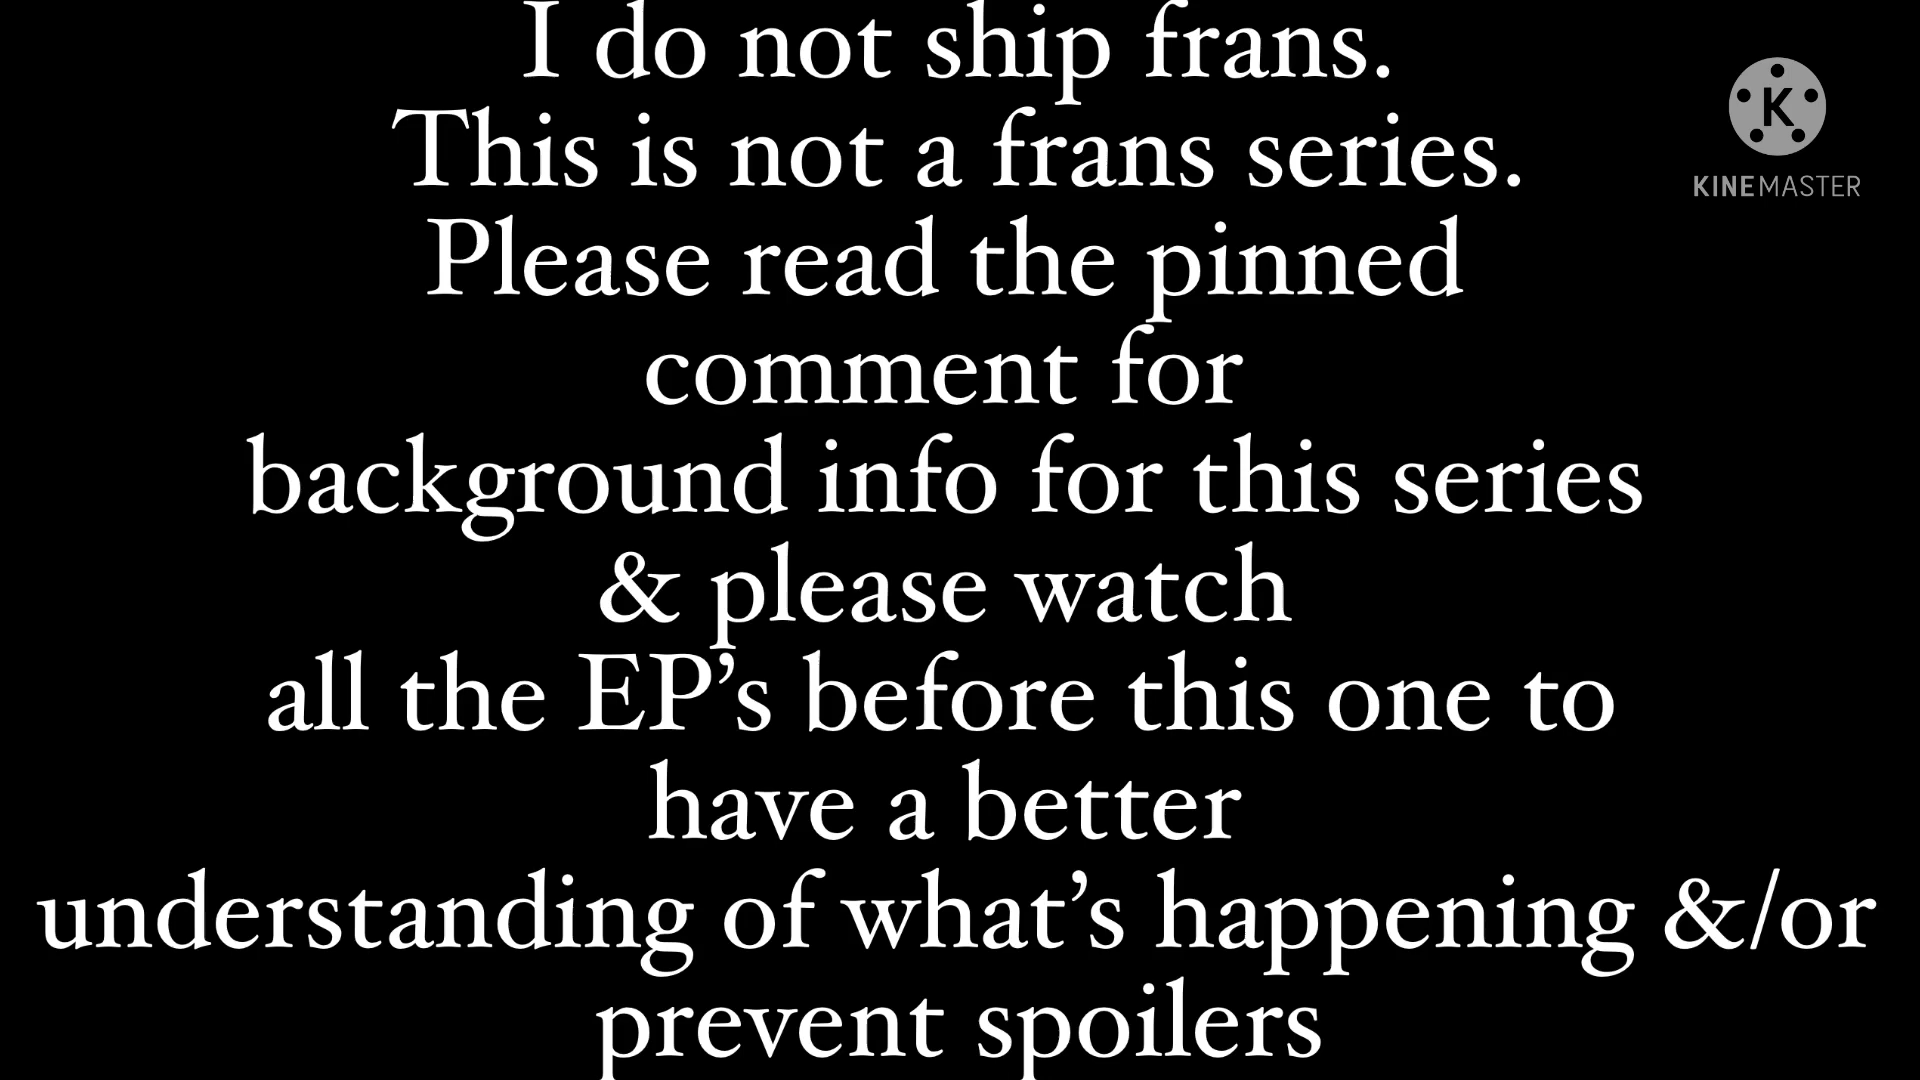 I do not ship frans.
This is not a frans series.
Please read the pinned
comment for
background info for this series
& please watch
all the EP’s before this one to
have a better
understanding of what’s happening &/or
prevent spoilers
K
KINEMASTER